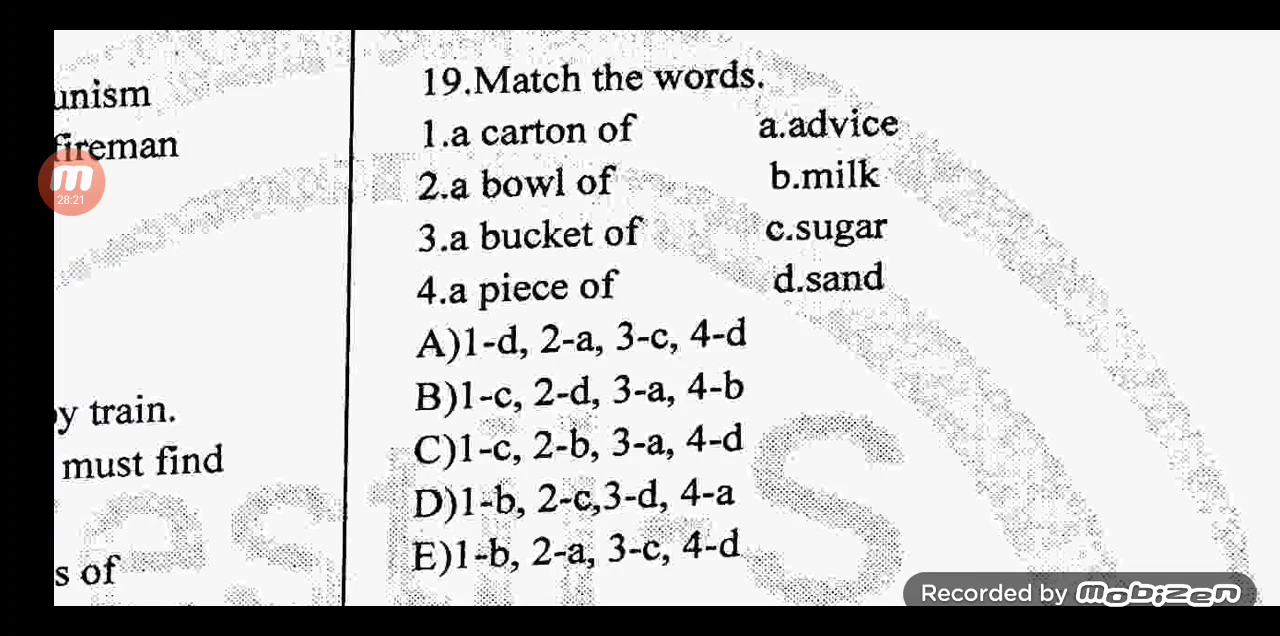 unism
fireman
28:21
by train.
must find
s of
19.Match the words.
1.a carton of a.advice
2.a bowl of b.milk
3.a bucket of c.sugar
4.a piece of d.sand
A)1-d, 2-a, 3-c, 4-d
B)1-c, 2-d, 3-a, 4-b
C)1-c, 2-b, 3-a, 4-d
D)1-b, 2-c,3-d, 4-a
E)1-b, 2-a, 3-c, 4-d
Recorded by Mobizen